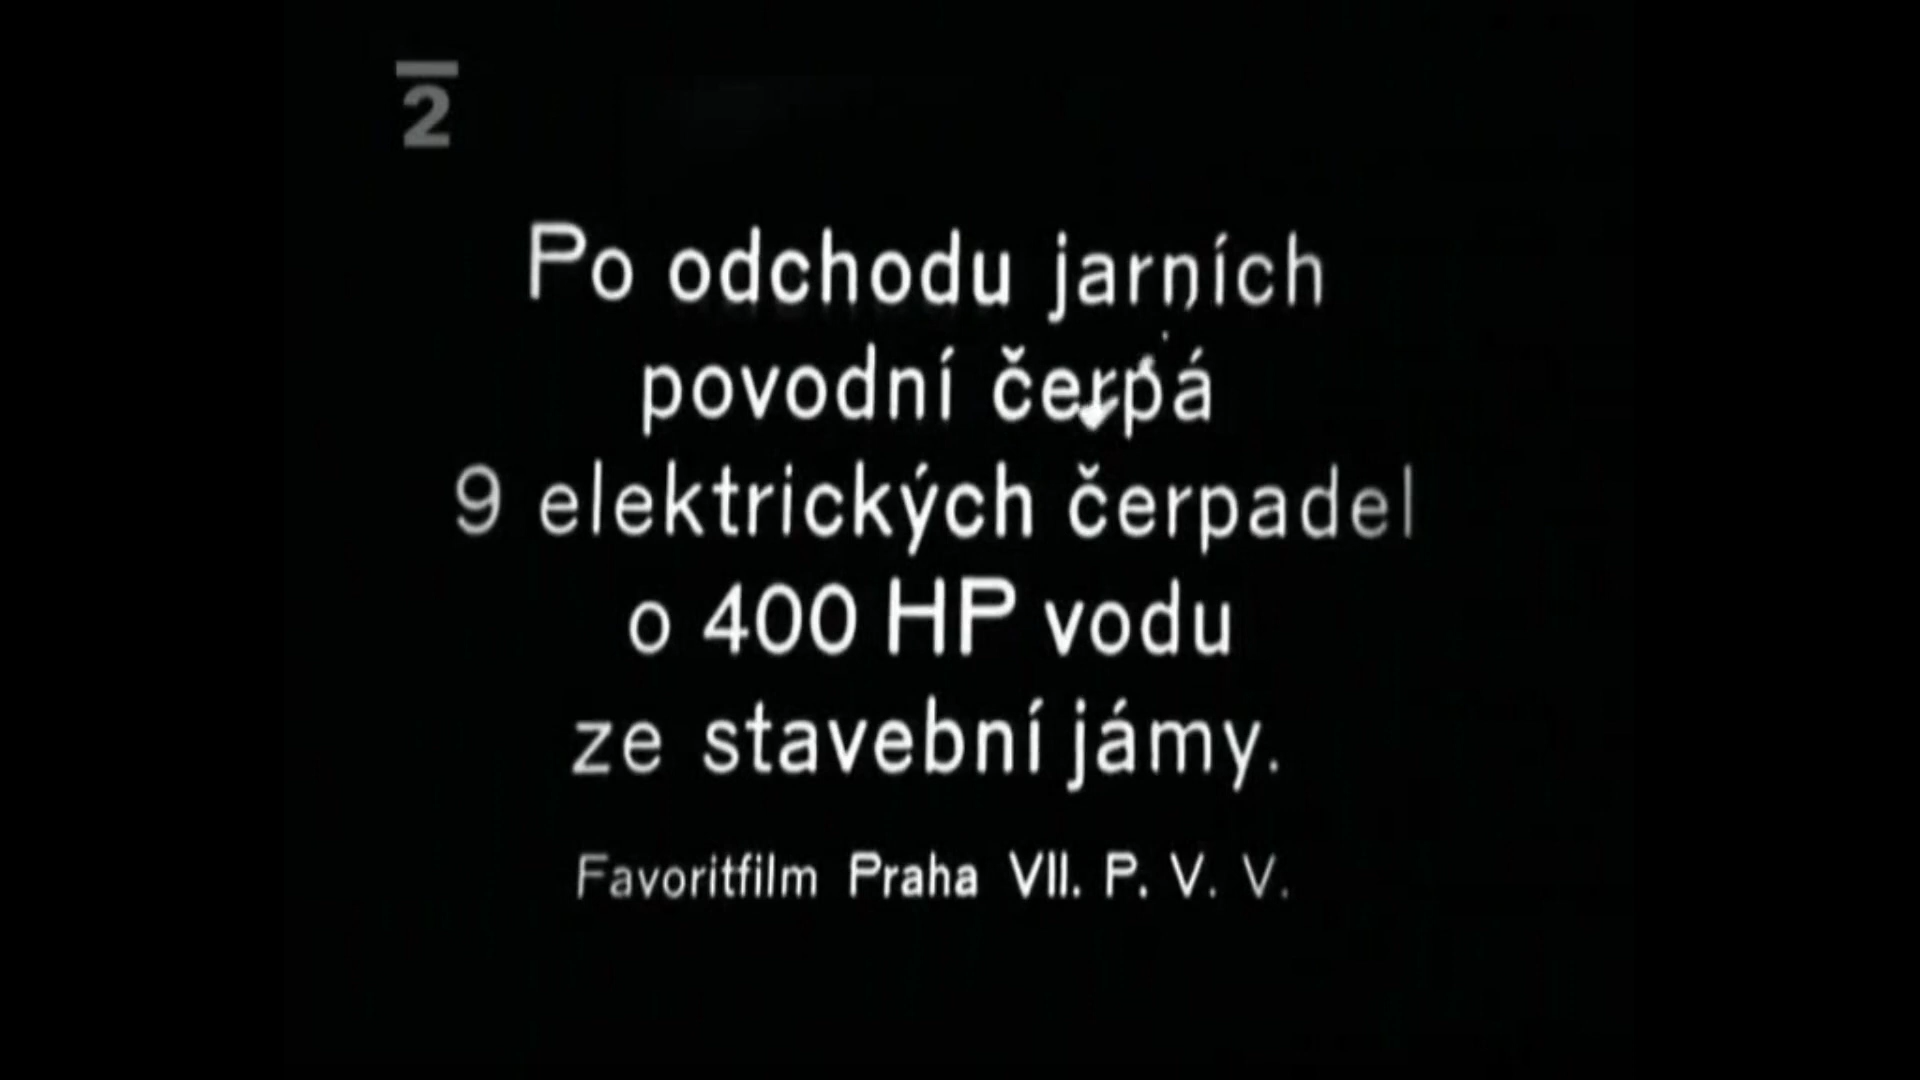 2
Po odchodu jarních
povodní čerpá
9 elektrických čerpadel
o 400 HP vodu
ze stavební jámy.
Favoritfilm Praha VII. P. V. V.